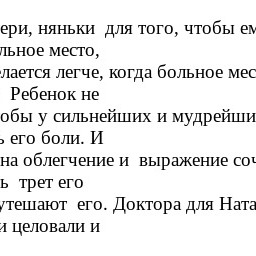 ери, няньки для того, чтобы ем
льное место,
лается легче, когда больное мес
Ребенок не
обы у сильнейших и мудрейши
ь его боли. И
на облегчение и выражение соч
ь трет его
утешают его. Доктора для Ната
и целовали и